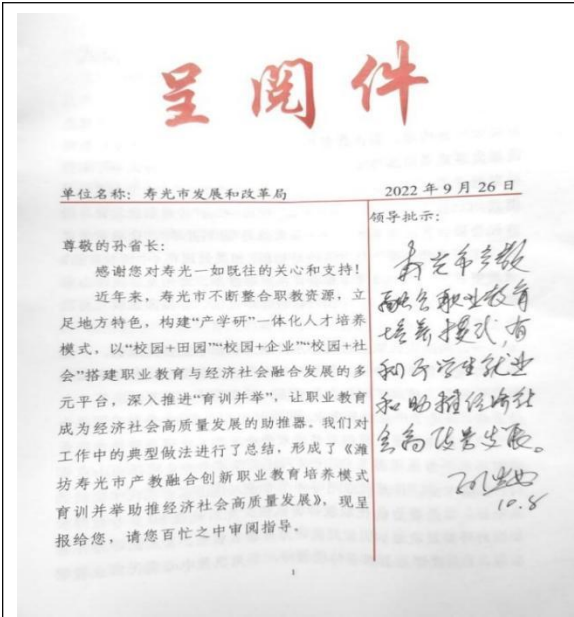 呈阅件
单位名称：寿光市发展和改革局
2022年9月26日
尊敬的孙省长：
感谢您对寿光一如既往的关心和支持！
近年来，寿光市不断整合职教资源，立
足地方特色，构建“产学研”一体化人才培养
模式，以“校园+田园”“校园+企业”“校园+社
会”搭建职业教育与经济社会融合发展的多
元平台，深入推进“育训并举”，让职业教育
成为经济社会高质量发展的助推器。我们对
工作中的典型做法进行了总结，形成了《潍
坊寿光市产教融合创新职业教育培养模式
育训并举助推经济社会高质量发展》，现呈
报给您，请您百忙之中审阅指导。
领导批示：
寿光市产教
融合职业教育
培养模式，有
利于学生就业
和助推经济社
会高质量发展。
10.8
1